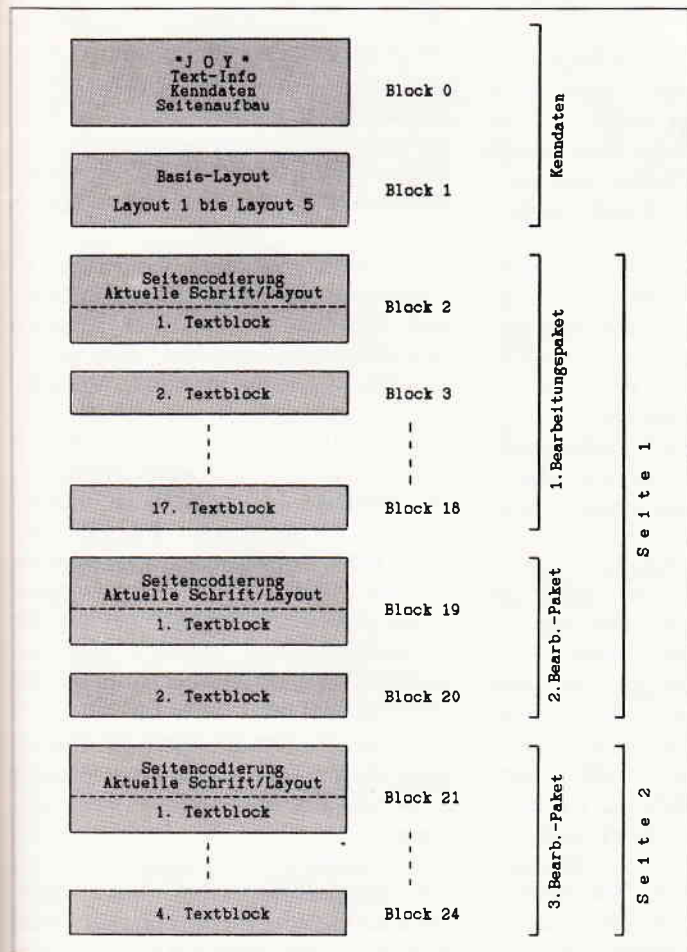 "J O Y"
Text-Info
Kenndaten
Seitenaufbau
Block 0
Basis-Layout
Layout 1 bis Layout 5
Block 1
Kenndaten
Seitencodierung
Aktuelle Schrift/Layout
1. Textblock
Block 2
2. Textblock
Block 3
17. Textblock
Block 18
1.Bearbeitungspaket
Seitencodierung
Aktuelle Schrift/Layout
1. Textblock
Block 19
2. Textblock
Block 20
2.Bearb.-Paket
Seite 1
Seitencodierung
Aktuelle Schrift/Layout
1. Textblock
Block 21
4. Textblock
Block 24
3.Bearb.-Paket
Seite 2